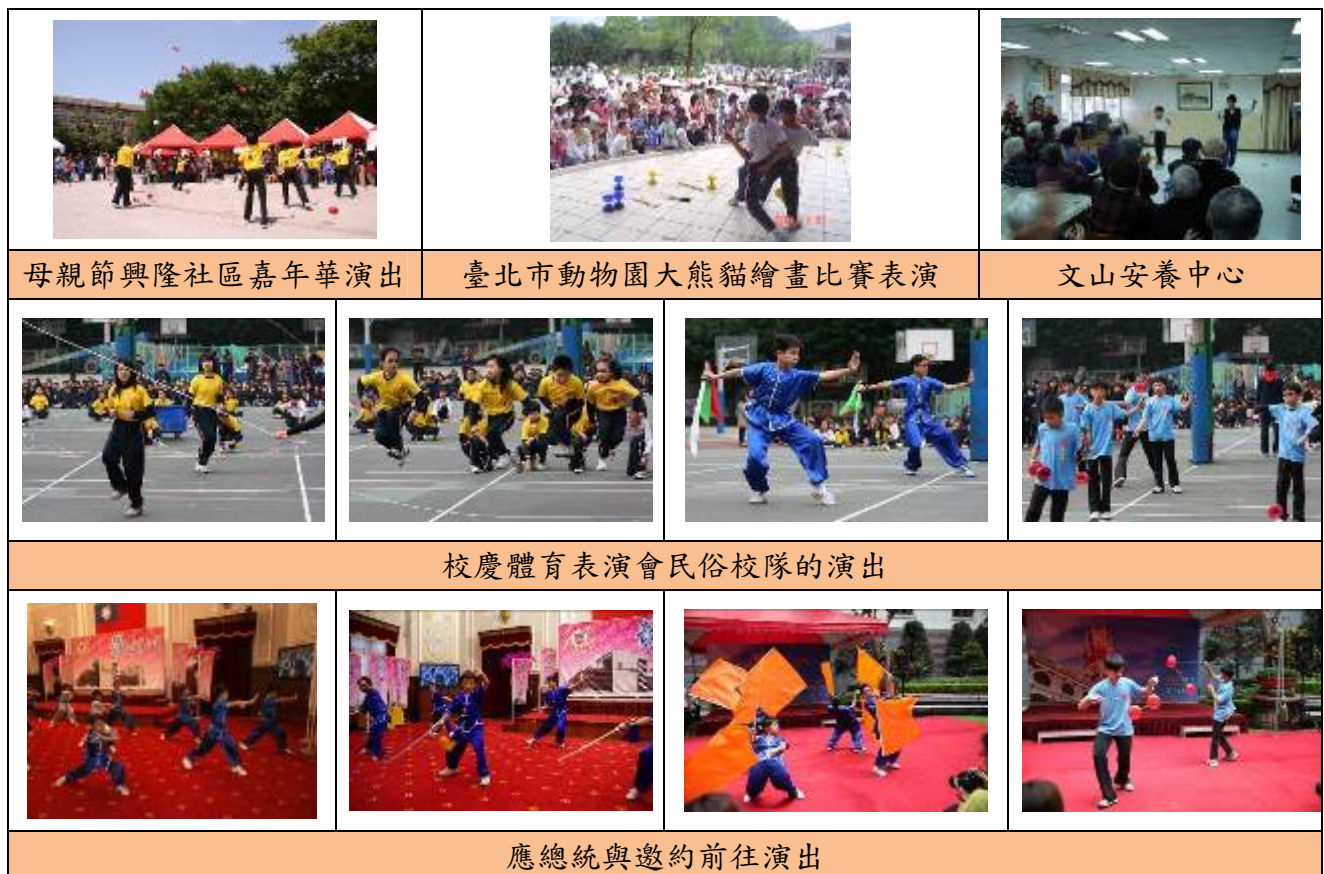 母親節興隆社區嘉年華演出
臺北市動物園大熊貓繪畫比賽表演
文山安養中心
校慶體育表演會民俗校隊的演出
應總統與邀約前往演出